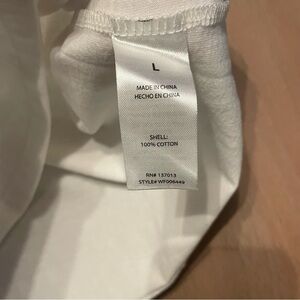 L
MADE IN CHINA
HECHO EN CHINA
SHELL:
100% COTTON
RN# 137013
STYLE# WF006449